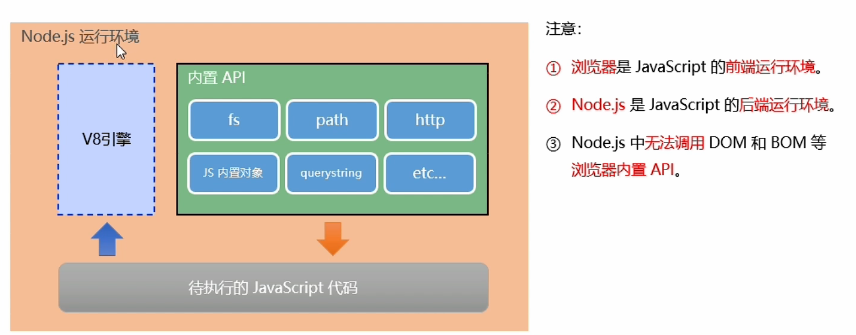 Node.js 运行环境
V8引擎
内置 API
fs
path
http
JS 内置对象
querystring
etc...
待执行的 JavaScript 代码
注意：
① 浏览器是 JavaScript 的前端运行环境。
② Node.js 是 JavaScript 的后端运行环境。
③ Node.js 中无法调用 DOM 和 BOM 等
浏览器内置 API。